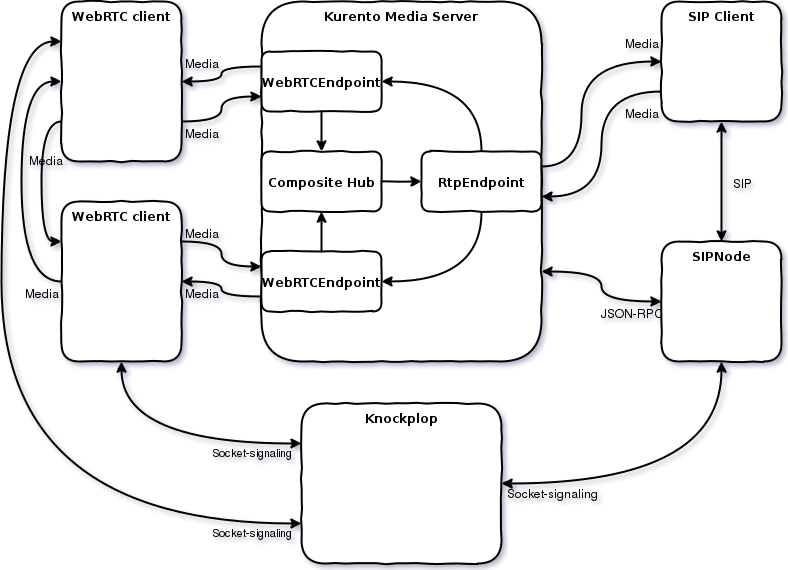 WebRTC client
Kurento Media Server
SIP Client
Media
Media
WebRTCEndpoint
Media
Media
Media
Composite Hub
RtpEndpoint
SIP
WebRTC client
Media
SIPNode
WebRTCEndpoint
Media
Media
JSON-RPC
Knockplop
Socket-signaling
Socket-signaling
Socket-signaling